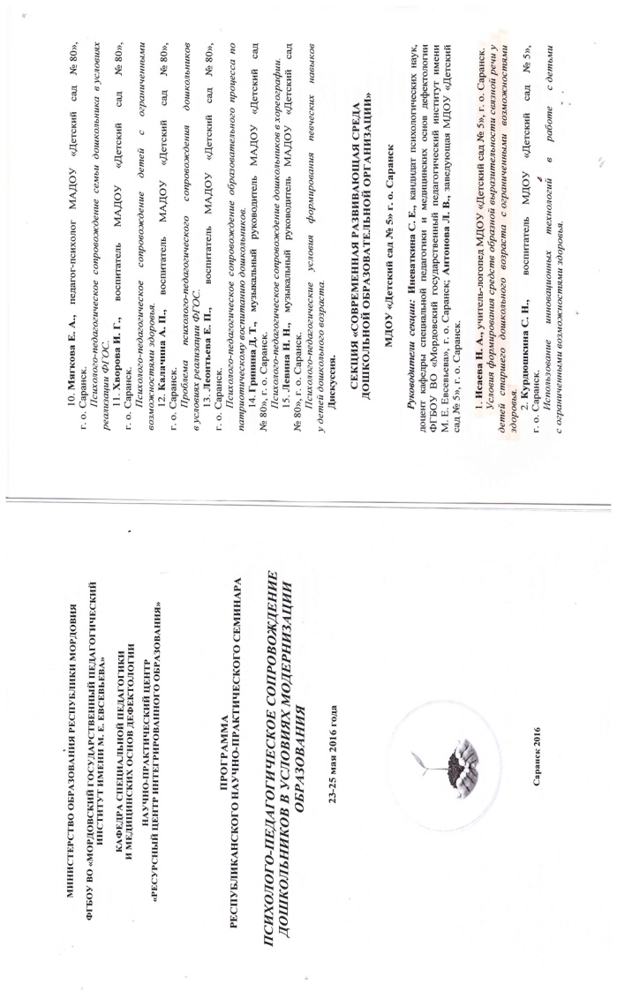 МИНИСТЕРСТВО ОБРАЗОВАНИЯ РЕСПУБЛИКИ МОРДОВИЯ
ФГБОУ ВО «МОРДОВСКИЙ ГОСУДАРСТВЕННЫЙ ПЕДАГОГИЧЕСКИЙ
ИНСТИТУТ ИМЕНИ М. Е. ЕВСЕВЬЕВА»
КАФЕДРА СПЕЦИАЛЬНОЙ ПЕДАГОГИКИ
И МЕДИЦИНСКИХ ОСНОВ ДЕФЕКТОЛОГИИ
НАУЧНО-ПРАКТИЧЕСКИЙ ЦЕНТР
«РЕСУРСНЫЙ ЦЕНТР ИНТЕГРИРОВАННОГО ОБРАЗОВАНИЯ»
ПРОГРАММА
РЕСПУБЛИКАНСКОГО НАУЧНО-ПРАКТИЧЕСКОГО СЕМИНАРА
ПСИХОЛОГО-ПЕДАГОГИЧЕСКОЕ СОПРОВОЖДЕНИЕ
ДОШКОЛЬНИКОВ В УСЛОВИЯХ МОДЕРНИЗАЦИИ
ОБРАЗОВАНИЯ
23-25 мая 2016 года
Саранск 2016
10. Мягкова Е. А., педагог-психолог МАДОУ «Детский сад № 80»,
г. о. Саранск.
Психолого-педагогическое сопровождение семьи дошкольника в условиях
реализации ФГОС.
11. Хворова И. Г., воспитатель МАДОУ «Детский сад № 80»,
г. о. Саранск.
Психолого-педагогическое сопровождение детей с ограниченными
возможностями здоровья.
12. Калачина А. П., воспитатель МАДОУ «Детский сад № 80»,
г. о. Саранск.
Проблема психолого-педагогического сопровождения дошкольников
в условиях реализации ФГОС.
13. Леонтьева Е. П., воспитатель МАДОУ «Детский сад № 80»,
г. о. Саранск.
Психолого-педагогическое сопровождение образовательного процесса по
патриотическому воспитанию дошкольников.
14. Гринина Д. Т., музыкальный руководитель МАДОУ «Детский сад
№ 80», г. о. Саранск.
Психолого-педагогическое сопровождение дошкольников в хореографии.
15. Левина Н. Н., музыкальный руководитель МАДОУ «Детский сад
№ 80», г. о. Саранск.
Психолого-педагогические условия формирования певческих навыков
у детей дошкольного возраста.
Дискуссия.
СЕКЦИЯ «СОВРЕМЕННАЯ РАЗВИВАЮЩАЯ СРЕДА
ДОШКОЛЬНОЙ ОБРАЗОВАТЕЛЬНОЙ ОРГАНИЗАЦИИ»
МДОУ «Детский сад № 5» г. о. Саранск
Руководители секции: Иневаткина С. Е., кандидат психологических наук,
доцент кафедры специальной педагогики и медицинских основ дефектологии
ФГБОУ ВО «Мордовский государственный педагогический институт имени
М. Е. Евсевьева», г. о. Саранск; Антонова Л. В., заведующая МДОУ «Детский
сад № 5», г. о. Саранск.
1. Исаева Н. А., учитель-логопед МДОУ «Детский сад № 5», г. о. Саранск.
Условия формирования средств образной выразительности связной речи у
детей старшего дошкольного возраста с ограниченными возможностями
здоровья.
2. Курдюшкина С. Н., воспитатель МДОУ «Детский сад № 5»,
г. о. Саранск.
Использование инновационных технологий в работе с детьми
с ограниченными возможностями здоровья.